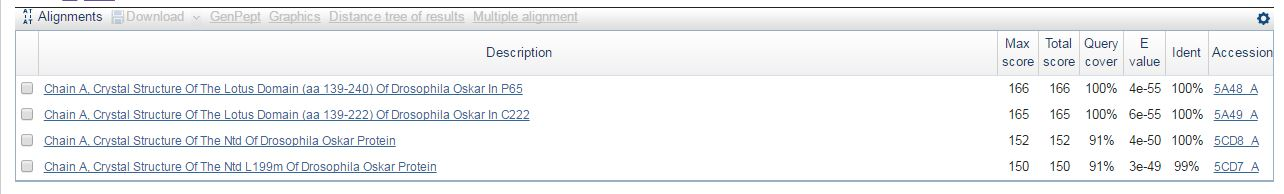 Alignments Download GenPept Graphics Distance tree of results Multiple alignment
Description Max score Total score Query cover E value Ident Accession
Chain A, Crystal Structure Of The Lotus Domain (aa 139-240) Of Drosophila Oskar In P65 166 166 100% 4e-55 100% 5A48_A
Chain A, Crystal Structure Of The Lotus Domain (aa 139-222) Of Drosophila Oskar In C222 165 165 100% 6e-55 100% 5A49_A
Chain A, Crystal Structure Of The Ntd Of Drosophila Oskar Protein 152 152 91% 4e-50 100% 5CD8_A
Chain A, Crystal Structure Of The Ntd L199m Of Drosophila Oskar Protein 150 150 91% 3e-49 99% 5CD7_A